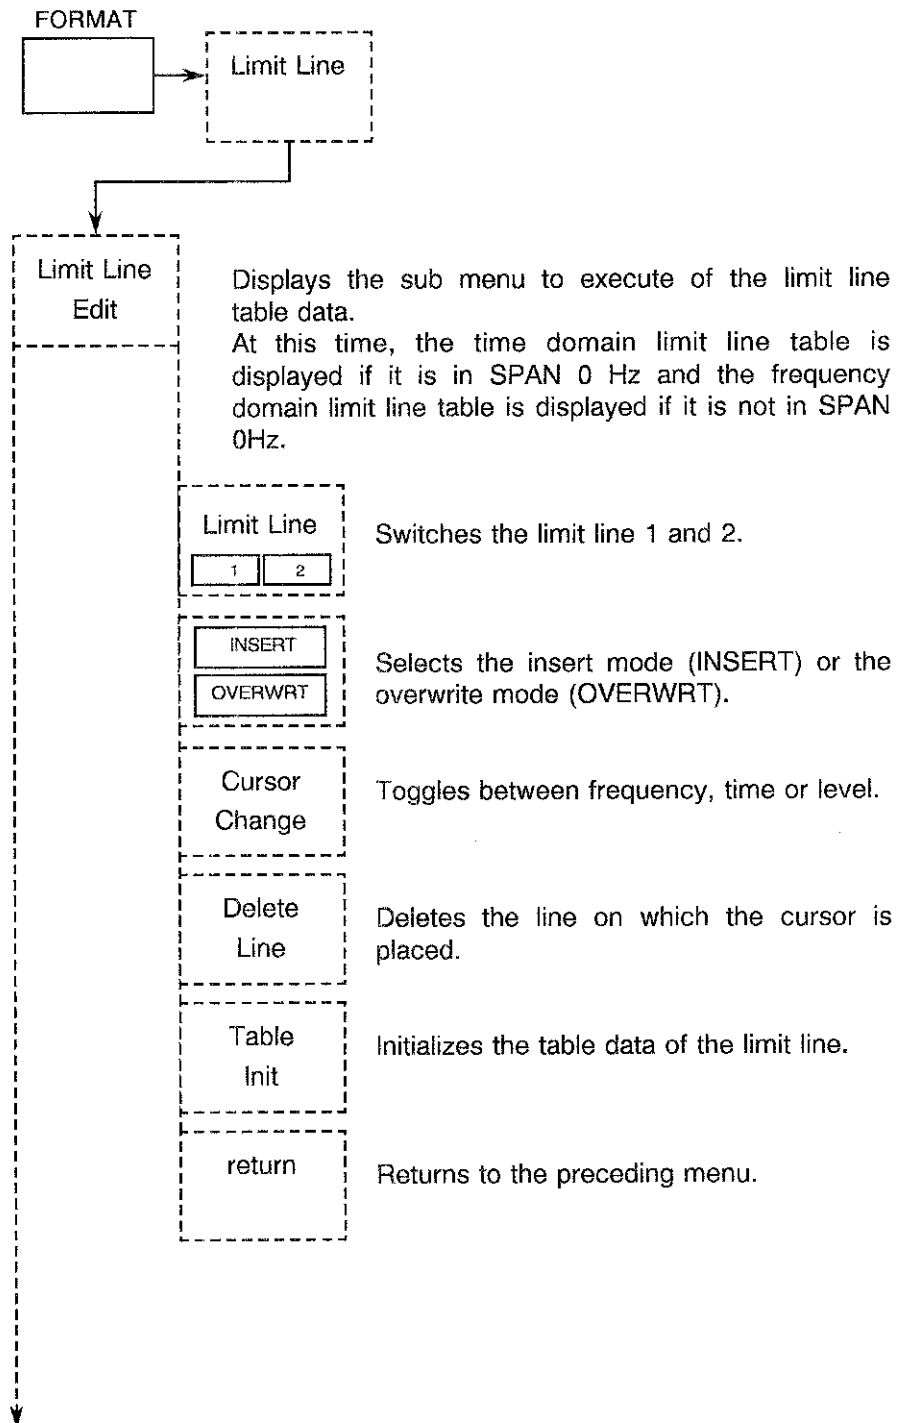 FORMAT
Limit Line
Limit Line
Edit
Displays the sub menu to execute of the limit line
table data.
At this time, the time domain limit line table is
displayed if it is in SPAN 0 Hz and the frequency
domain limit line table is displayed if it is not in SPAN
0Hz.
Limit Line
1 2
Switches the limit line 1 and 2.
INSERT
OVERWRT
Selects the insert mode (INSERT) or the
overwrite mode (OVERWRT).
Cursor
Change
Toggles between frequency, time or level.
Delete
Line
Deletes the line on which the cursor is
placed.
Table
Init
Initializes the table data of the limit line.
return
Returns to the preceding menu.